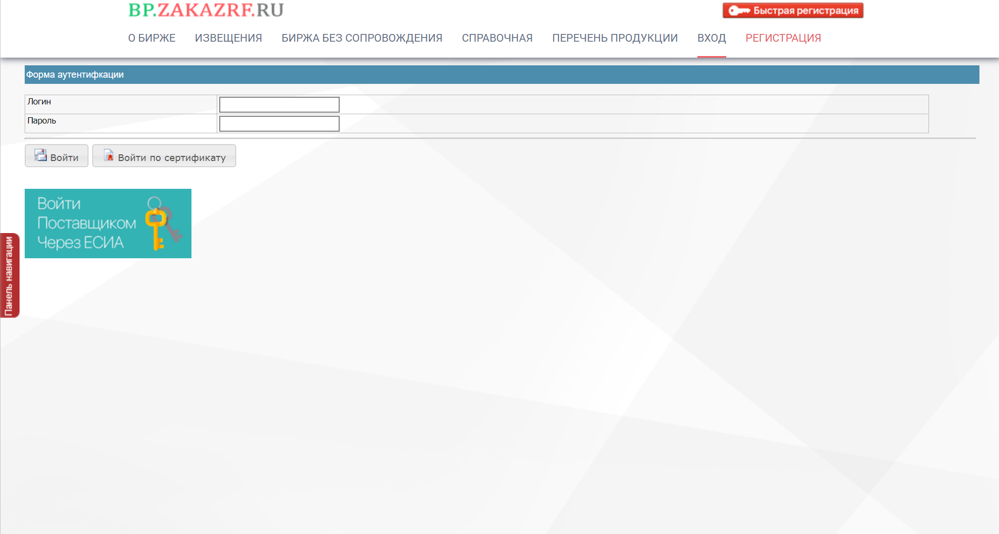 BP.ZAKAZRF.RU
Быстрая регистрация
О БИРЖЕ ИЗВЕЩЕНИЯ БИРЖА БЕЗ СОПРОВОЖДЕНИЯ СПРАВОЧНАЯ ПЕРЕЧЕНЬ ПРОДУКЦИИ ВХОД РЕГИСТРАЦИЯ
Форма аутентифкации
Логин
Пароль
Войти Войти по сертификату
Войти
Поставщиком
Через ЕСИА
Панель навигации